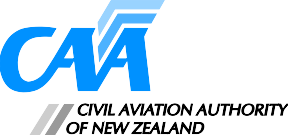 CAA
CIVIL AVIATION AUTHORITY
OF NEW ZEALAND